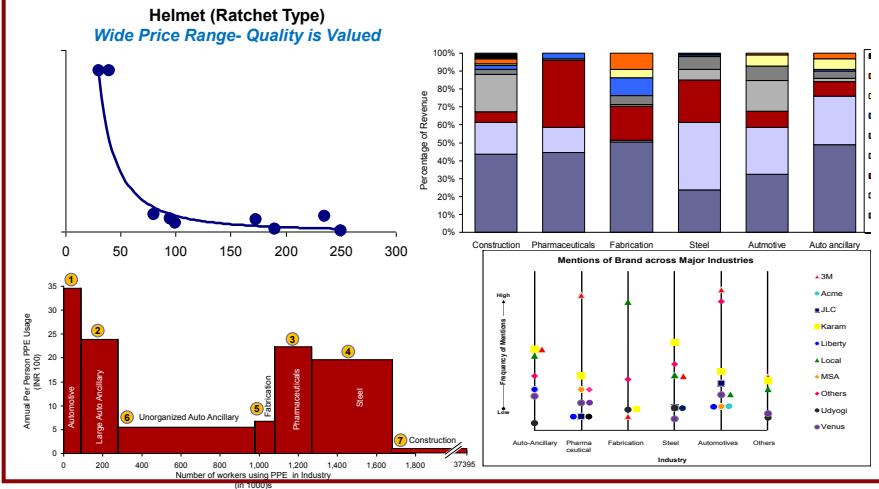 Helmet (Ratchet Type)
Wide Price Range- Quality is Valued
0 50 100 150 200 250 300
Percentage of Revenue
100%
90%
80%
70%
60%
50%
40%
30%
20%
10%
0%
Construction Pharmaceuticals Fabrication Steel Autmotive Auto ancillary
Annual Per Person PPE Usage
(INR 100)
35
30
25
20
15
10
5
0
1
2
3
4
5
6
7
Automotive
Large Auto Ancillary
Unorganized Auto Ancillary
Fabrication
Pharmaceuticals
Steel
Construction
0 200 400 600 800 1,000 1,200 1,400 1,600 1,800 37395
Number of workers using PPE in Industry
(in 1000)s
Mentions of Brand across Major Industries
High
Frequency of Mentions
Low
Auto-Ancillary Pharma Fabrication Steel Automotives Others
ceutical
Industry
3M
Acme
JLC
Karam
Liberty
Local
MSA
Others
Udyogi
Venus